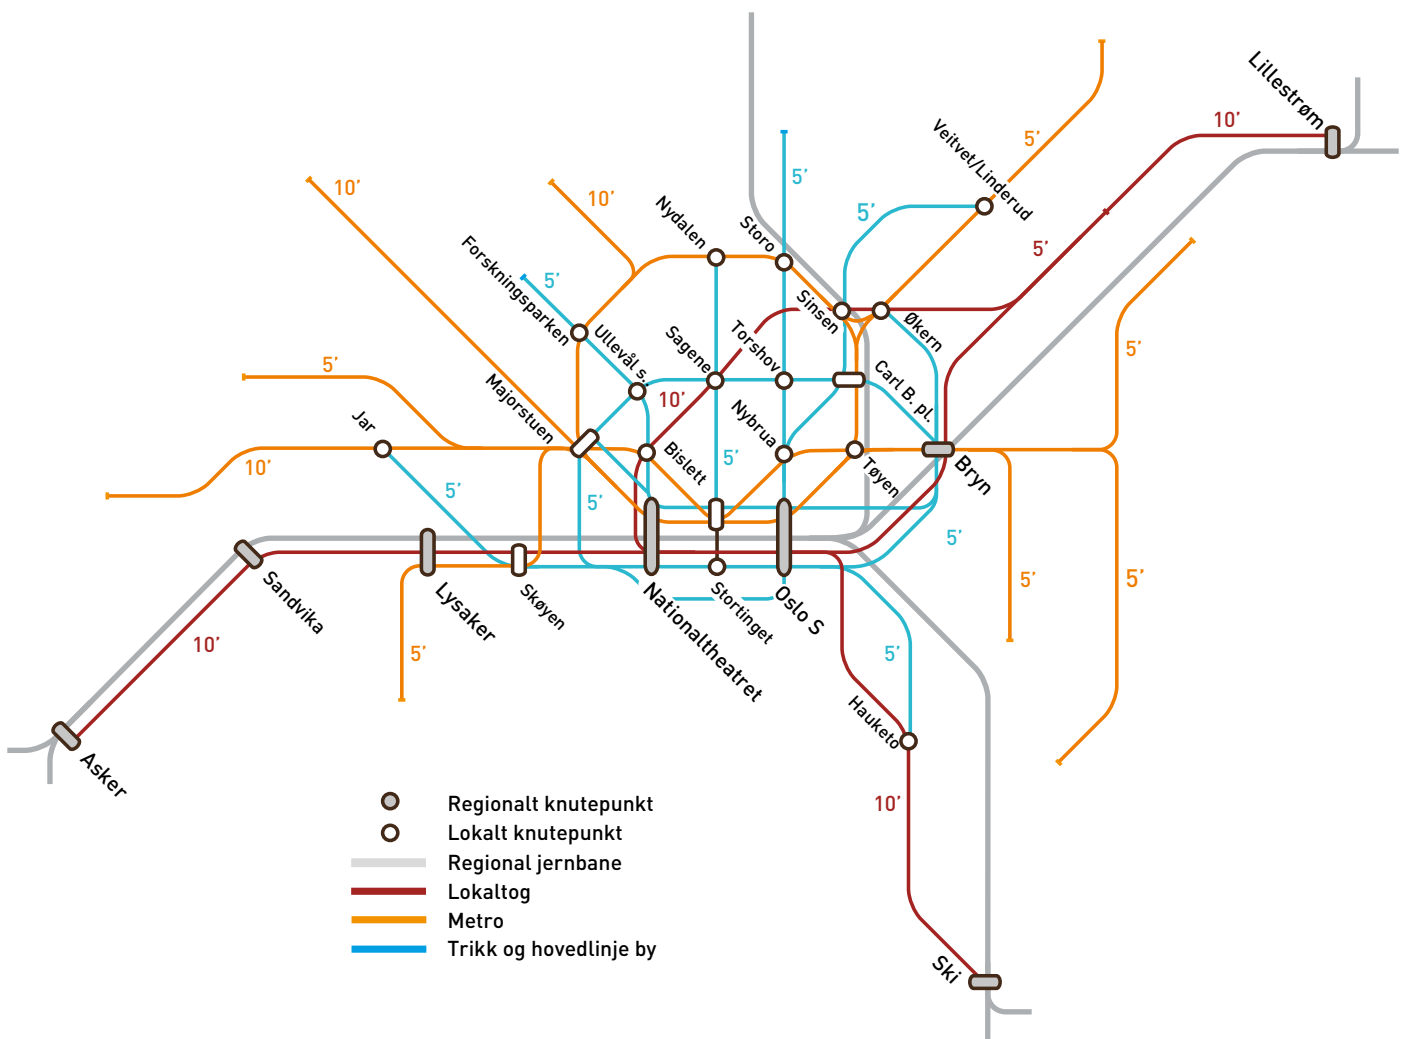 Lillestrøm
10’
Veitvet/Linderud
5’
5’
10’
10’
Nydalen
Storo
5’
5’
Forskningsparken
5’
Ullevål s.
Sinsen
Økern
5’
Sagene
Torshov
Carl B. pl.
5’
Majorstuen
10’
Nybrua
Jar
10’
5’
5’
Bislett
5’
Tøyen
Bryn
5’
5’
5’
5’
Sandvika
Lysaker
Skøyen
Nationaltheatret
Stortinget
Oslo S
10’
5’
5’
Hauketo
Asker
10’
Regionalt knutepunkt
Lokalt knutepunkt
Regional jernbane
Lokaltog
Metro
Trikk og hovedlinje by
Ski